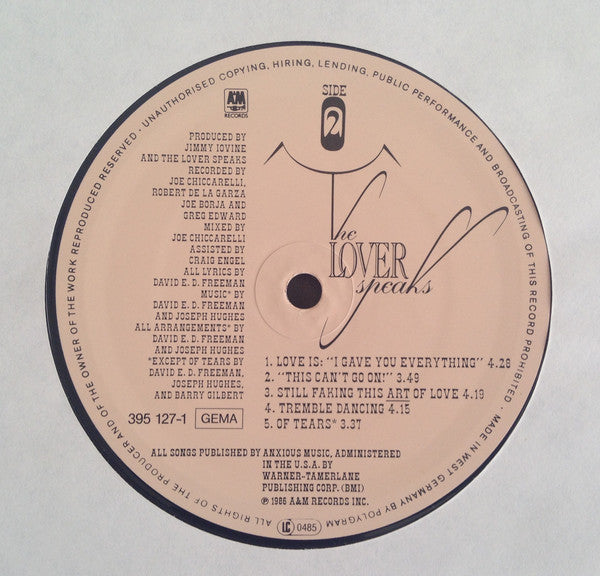 UNAUTHORISED COPYING, HIRING, LENDING, PUBLIC PERFORMANCE AND BROADCASTING OF THIS RECORD PROHIBITED · MADE IN WEST GERMANY BY POLYGRAM
ALL RIGHTS OF THE PRODUCER AND OF THE OWNER OF THE WORK REPRODUCED RESERVED ·
A&M
RECORDS
SIDE
2
PRODUCED BY
JIMMY IOVINE
AND THE LOVER SPEAKS
RECORDED BY
JOE CHICCARELLI,
ROBERT DE LA GARZA
JOE BORJA AND
GREG EDWARD
MIXED BY
JOE CHICCARELLI
ASSISTED BY
CRAIG ENGEL
ALL LYRICS BY
DAVID E. D. FREEMAN
MUSIC* BY
DAVID E. D. FREEMAN
AND JOSEPH HUGHES
ALL ARRANGEMENTS* BY
DAVID E. D. FREEMAN
AND JOSEPH HUGHES
*EXCEPT OF TEARS BY
DAVID E. D. FREEMAN,
JOSEPH HUGHES,
AND BARRY GILBERT
395 127-1 GEMA
The
LOVER
speaks
1. LOVE IS: "I GAVE YOU EVERYTHING" 4.28
2. "THIS CAN'T GO ON!" 3.49
3. STILL FAKING THIS ART OF LOVE 4.19
4. TREMBLE DANCING 4.15
5. OF TEARS* 3.37
ALL SONGS PUBLISHED BY ANXIOUS MUSIC, ADMINISTERED
IN THE U.S.A. BY
WARNER-TAMERLANE
PUBLISHING CORP. (BMI)
℗ 1986 A&M RECORDS INC.
LC 0485